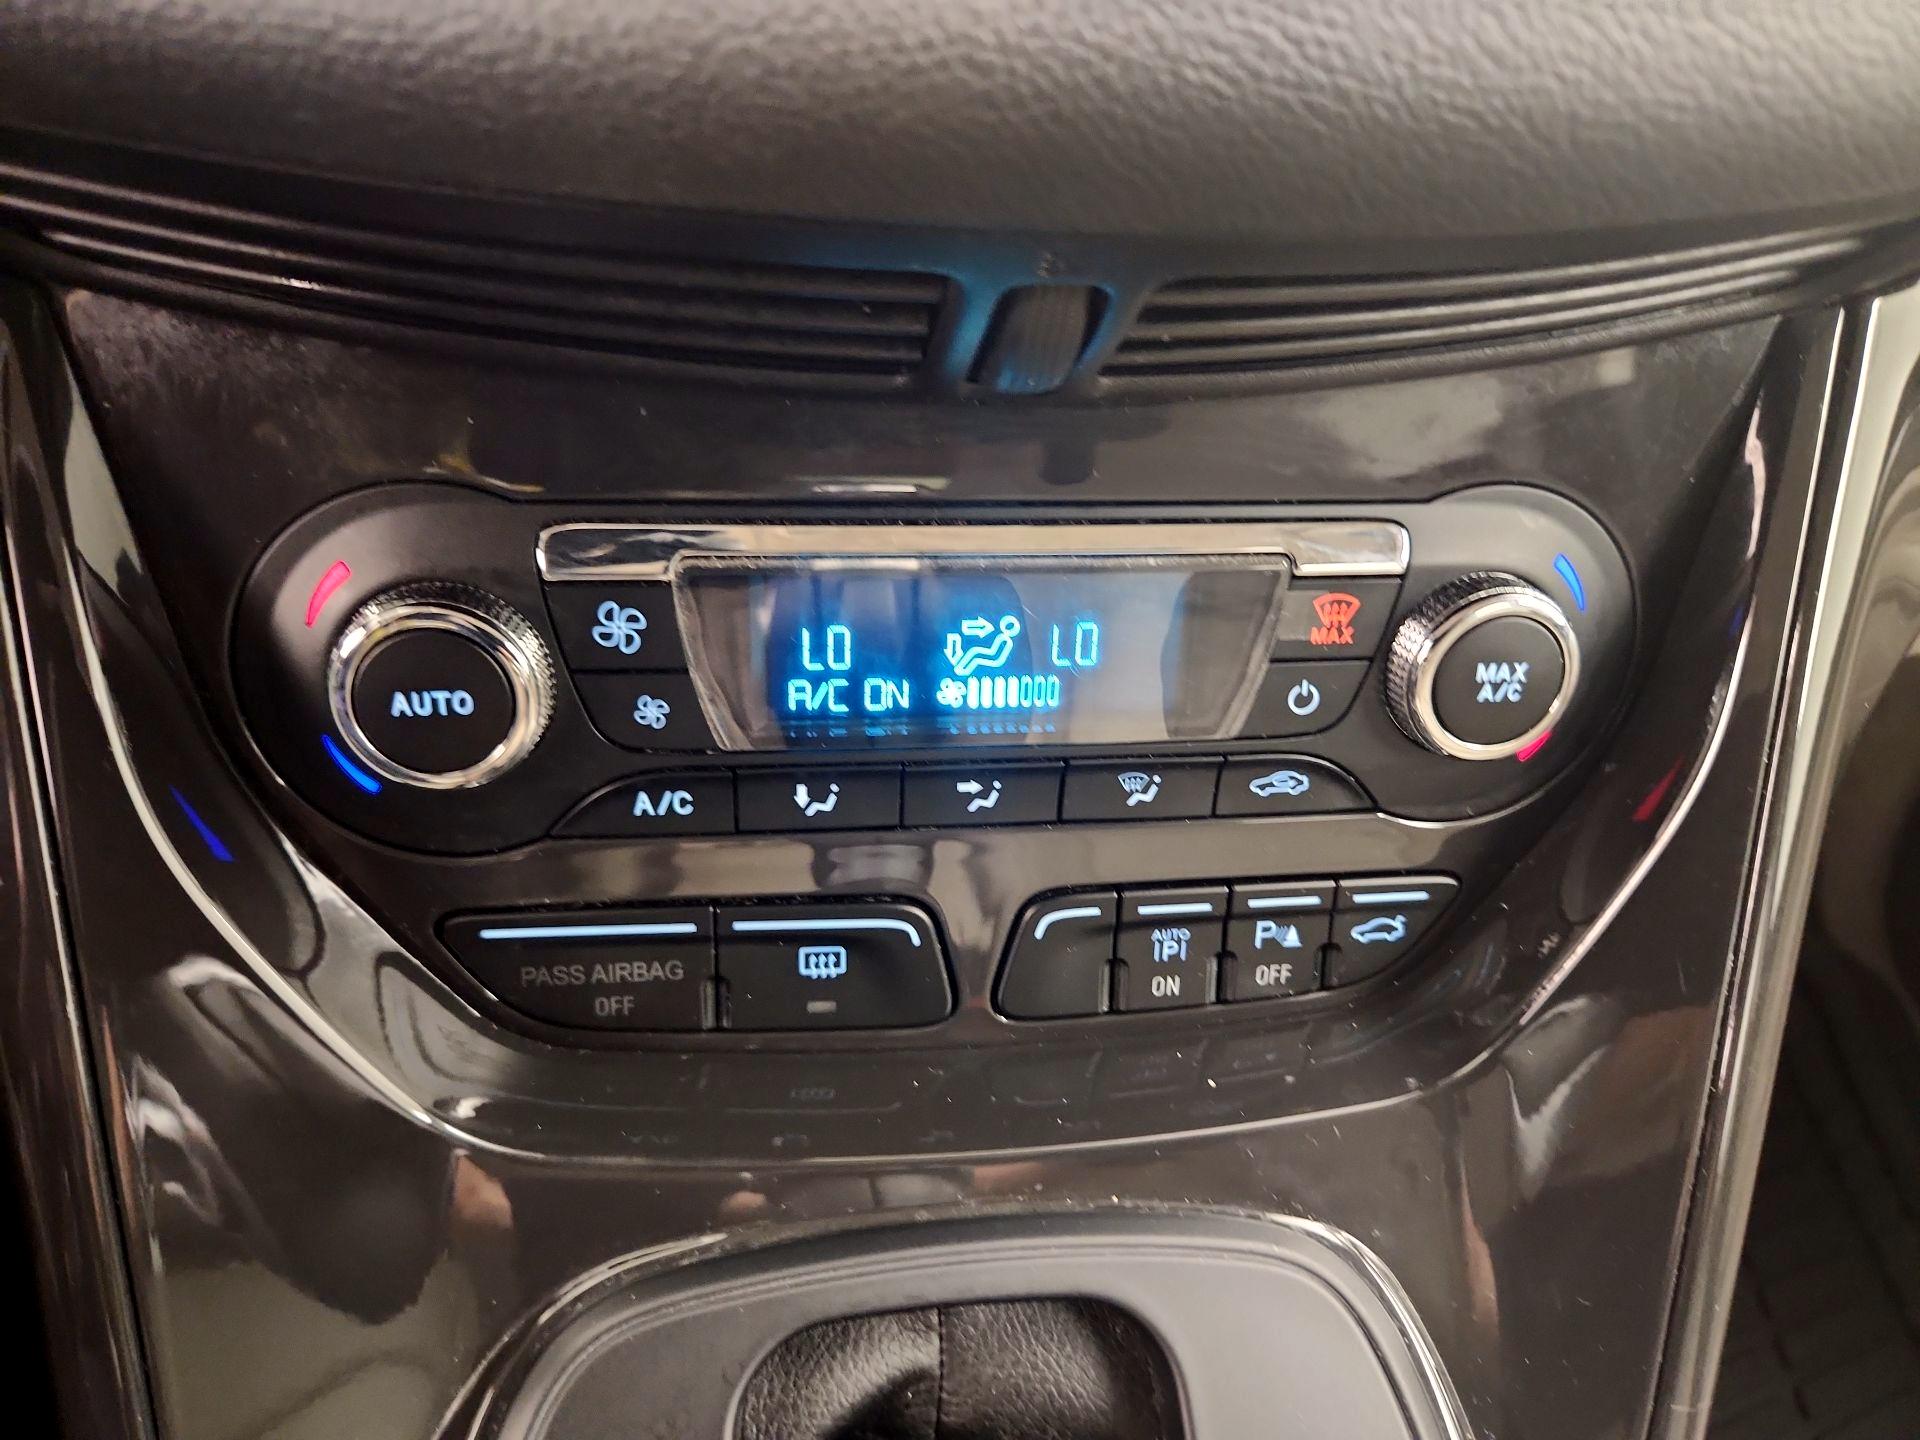 LO LO
A/C ON
AUTO
MAX
MAX
A/C
A/C
PASS AIRBAG
OFF
AUTO
P
ON
P
OFF